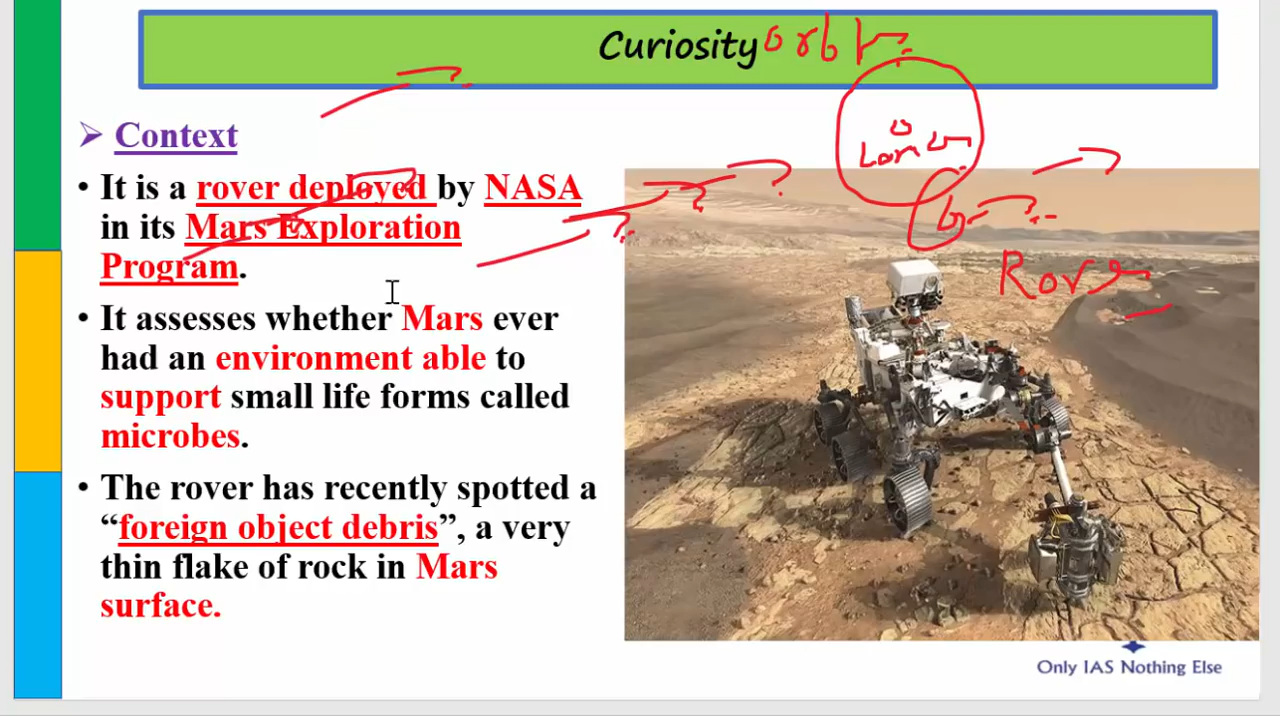 Curiosity
➤ Context
• It is a rover deployed by NASA
in its Mars Exploration
Program.
• It assesses whether Mars ever
had an environment able to
support small life forms called
microbes.
• The rover has recently spotted a
“foreign object debris”, a very
thin flake of rock in Mars
surface.
Rover
Only IAS Nothing Else